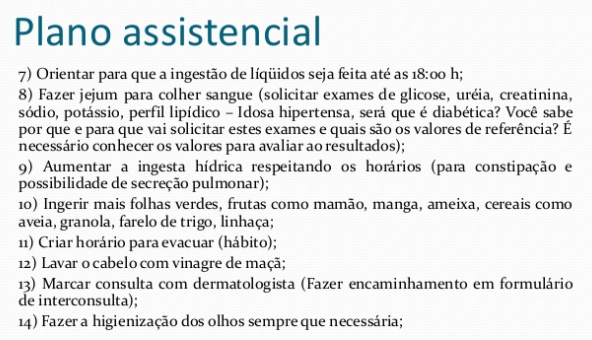 Plano assistencial
7) Orientar para que a ingestão de líqüidos seja feita até as 18:00 h;
8) Fazer jejum para colher sangue (solicitar exames de glicose, uréia, creatinina,
sódio, potássio, perfil lipídico – Idosa hipertensa, será que é diabética? Você sabe
por que e para que vai solicitar estes exames e quais são os valores de referência? É
necessário conhecer os valores para avaliar ao resultados);
9) Aumentar a ingesta hídrica respeitando os horários (para constipação e
possibilidade de secreção pulmonar);
10) Ingerir mais folhas verdes, frutas como mamão, manga, ameixa, cereais como
aveia, granola, farelo de trigo, linhaça;
11) Criar horário para evacuar (hábito);
12) Lavar o cabelo com vinagre de maçã;
13) Marcar consulta com dermatologista (Fazer encaminhamento em formulário
de interconsulta);
14) Fazer a higienização dos olhos sempre que necessária;